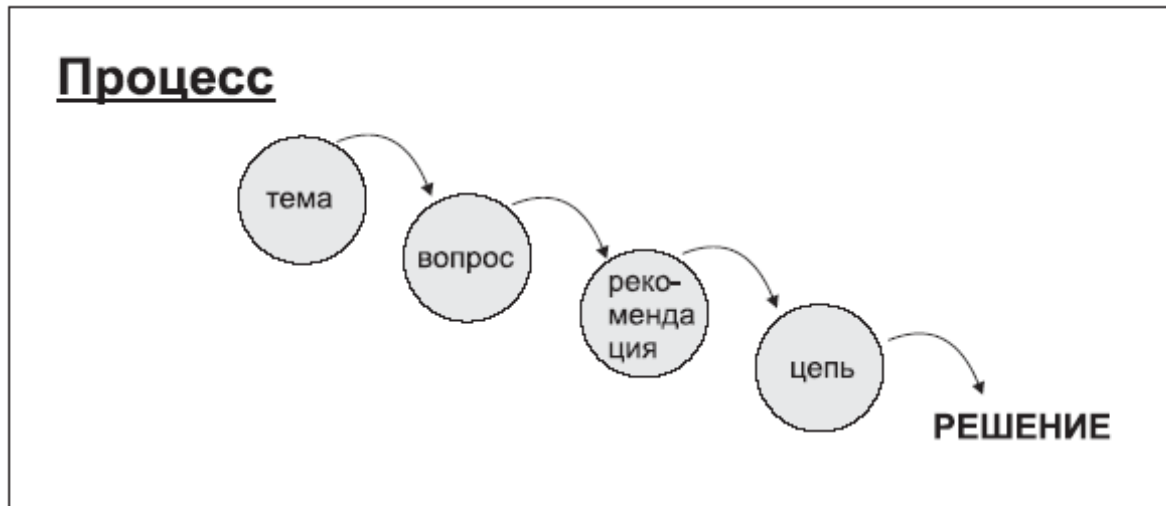 Процесс
тема
вопрос
реко-
менда
ция
цепь
РЕШЕНИЕ